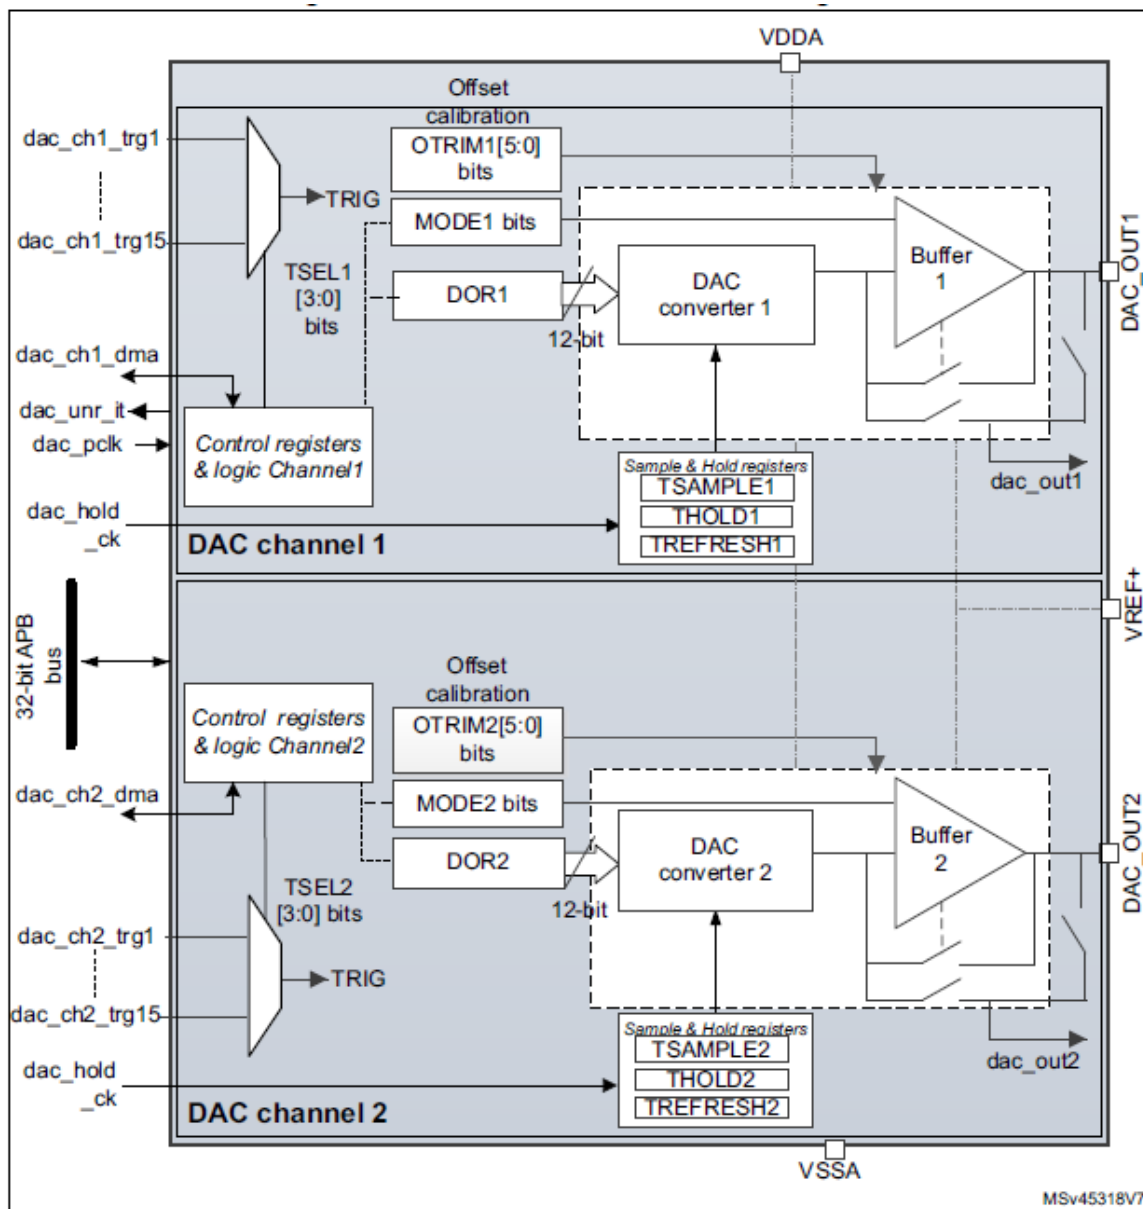 VDDA
Offset
calibration
dac_ch1_trg1
OTRIM1[5:0]
bits
TRIG
MODE1 bits
dac_ch1_trg15
TSEL1
[3:0]
bits
DOR1
12-bit
DAC
converter 1
Buffer
1
DAC_OUT1
dac_ch1_dma
dac_unr_it
dac_pclk
Control registers
& logic Channel1
Sample & Hold registers
TSAMPLE1
THOLD1
TREFRESH1
dac_out1
dac_hold
_ck
DAC channel 1
32-bit APB
bus
VREF+
Offset
calibration
Control registers
& logic Channel2
OTRIM2[5:0]
bits
dac_ch2_dma
MODE2 bits
DOR2
12-bit
DAC
converter 2
Buffer
2
DAC_OUT2
TSEL2
[3:0] bits
dac_ch2_trg1
TRIG
dac_ch2_trg15
Sample & Hold registers
TSAMPLE2
THOLD2
TREFRESH2
dac_out2
dac_hold
_ck
DAC channel 2
VSSA
MSv45318V7